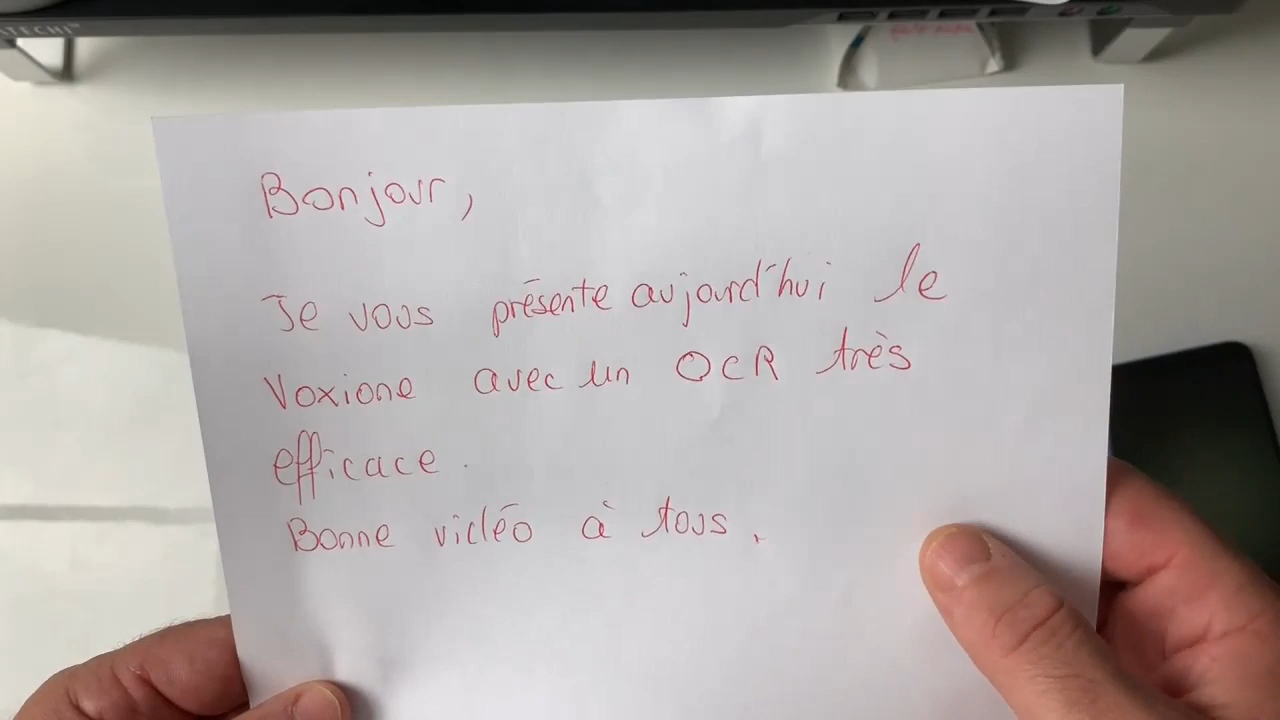 Bonjour,
Je vous présente aujourd'hui le
Voxione avec un OCR très
efficace.
Bonne vidéo à tous.